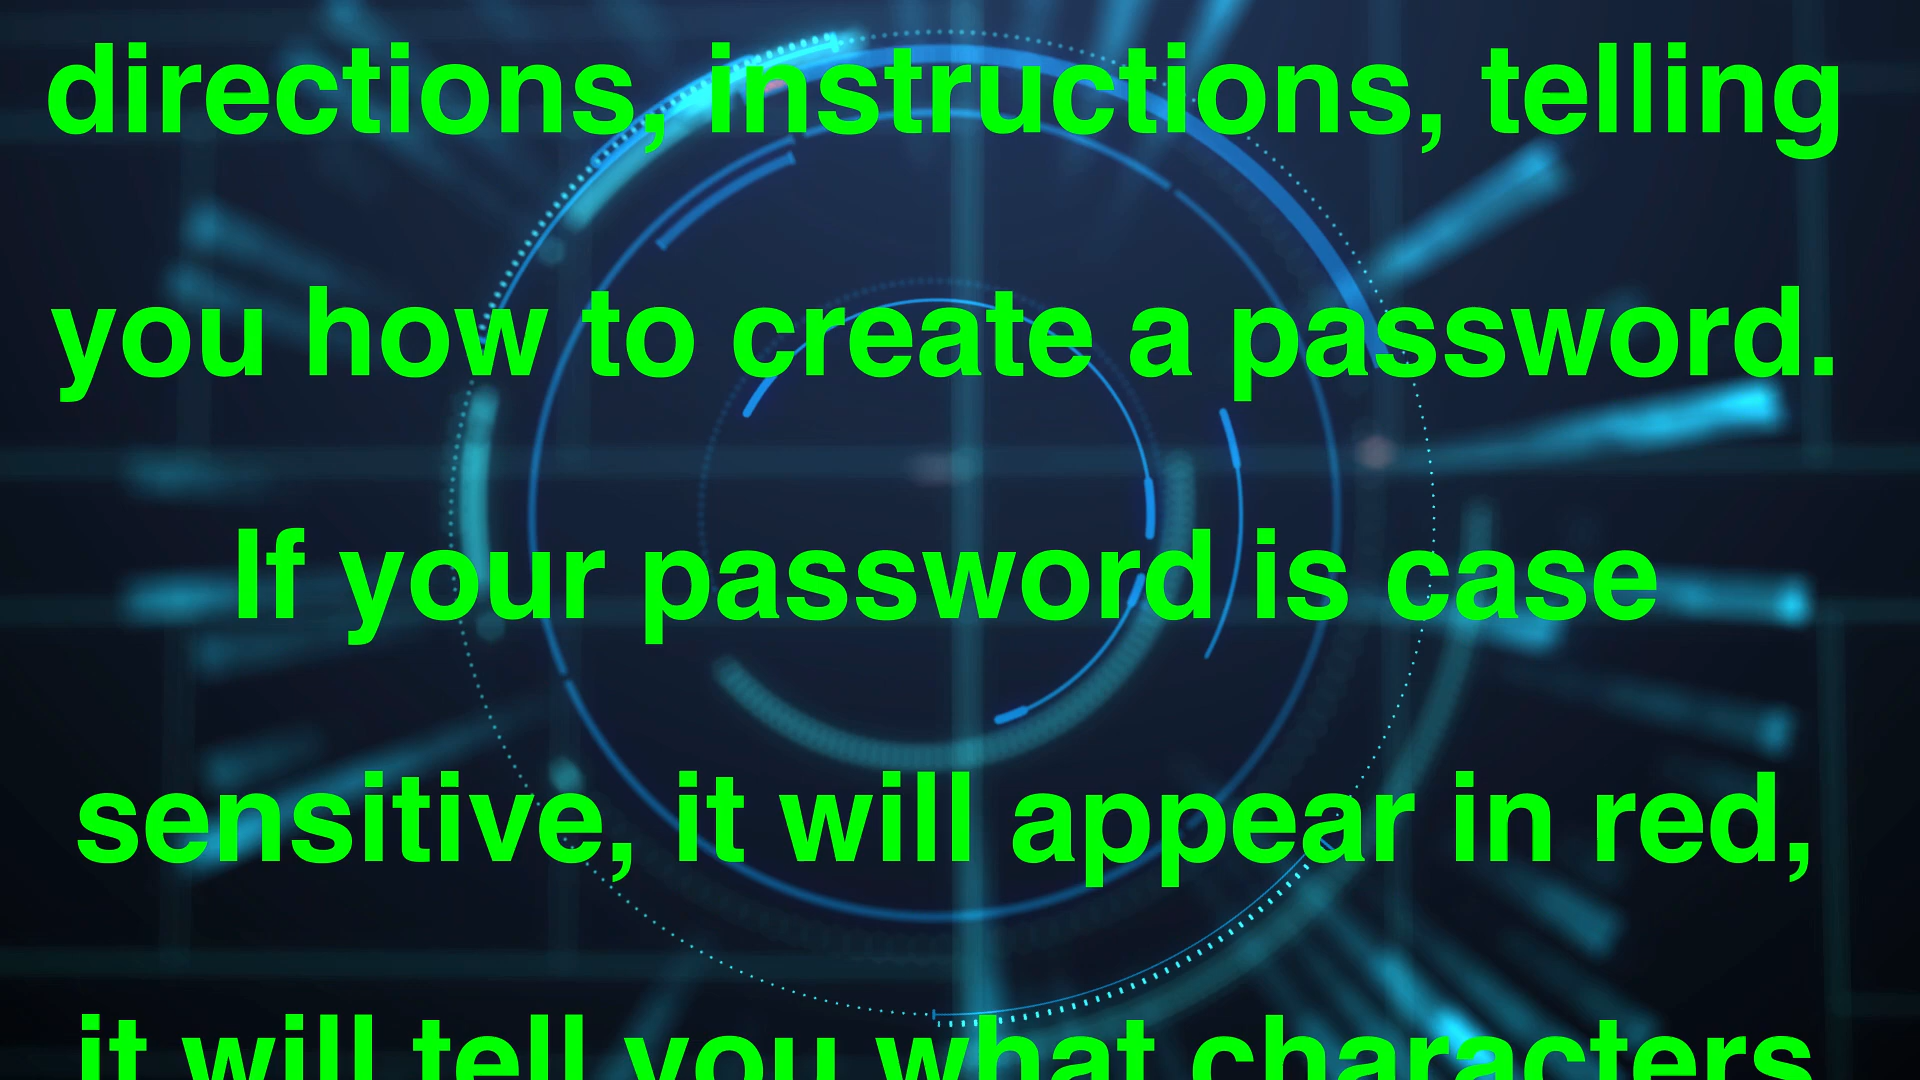 directions, instructions, telling
you how to create a password.
If your password is case
sensitive, it will appear in red,
it will tell you what characters